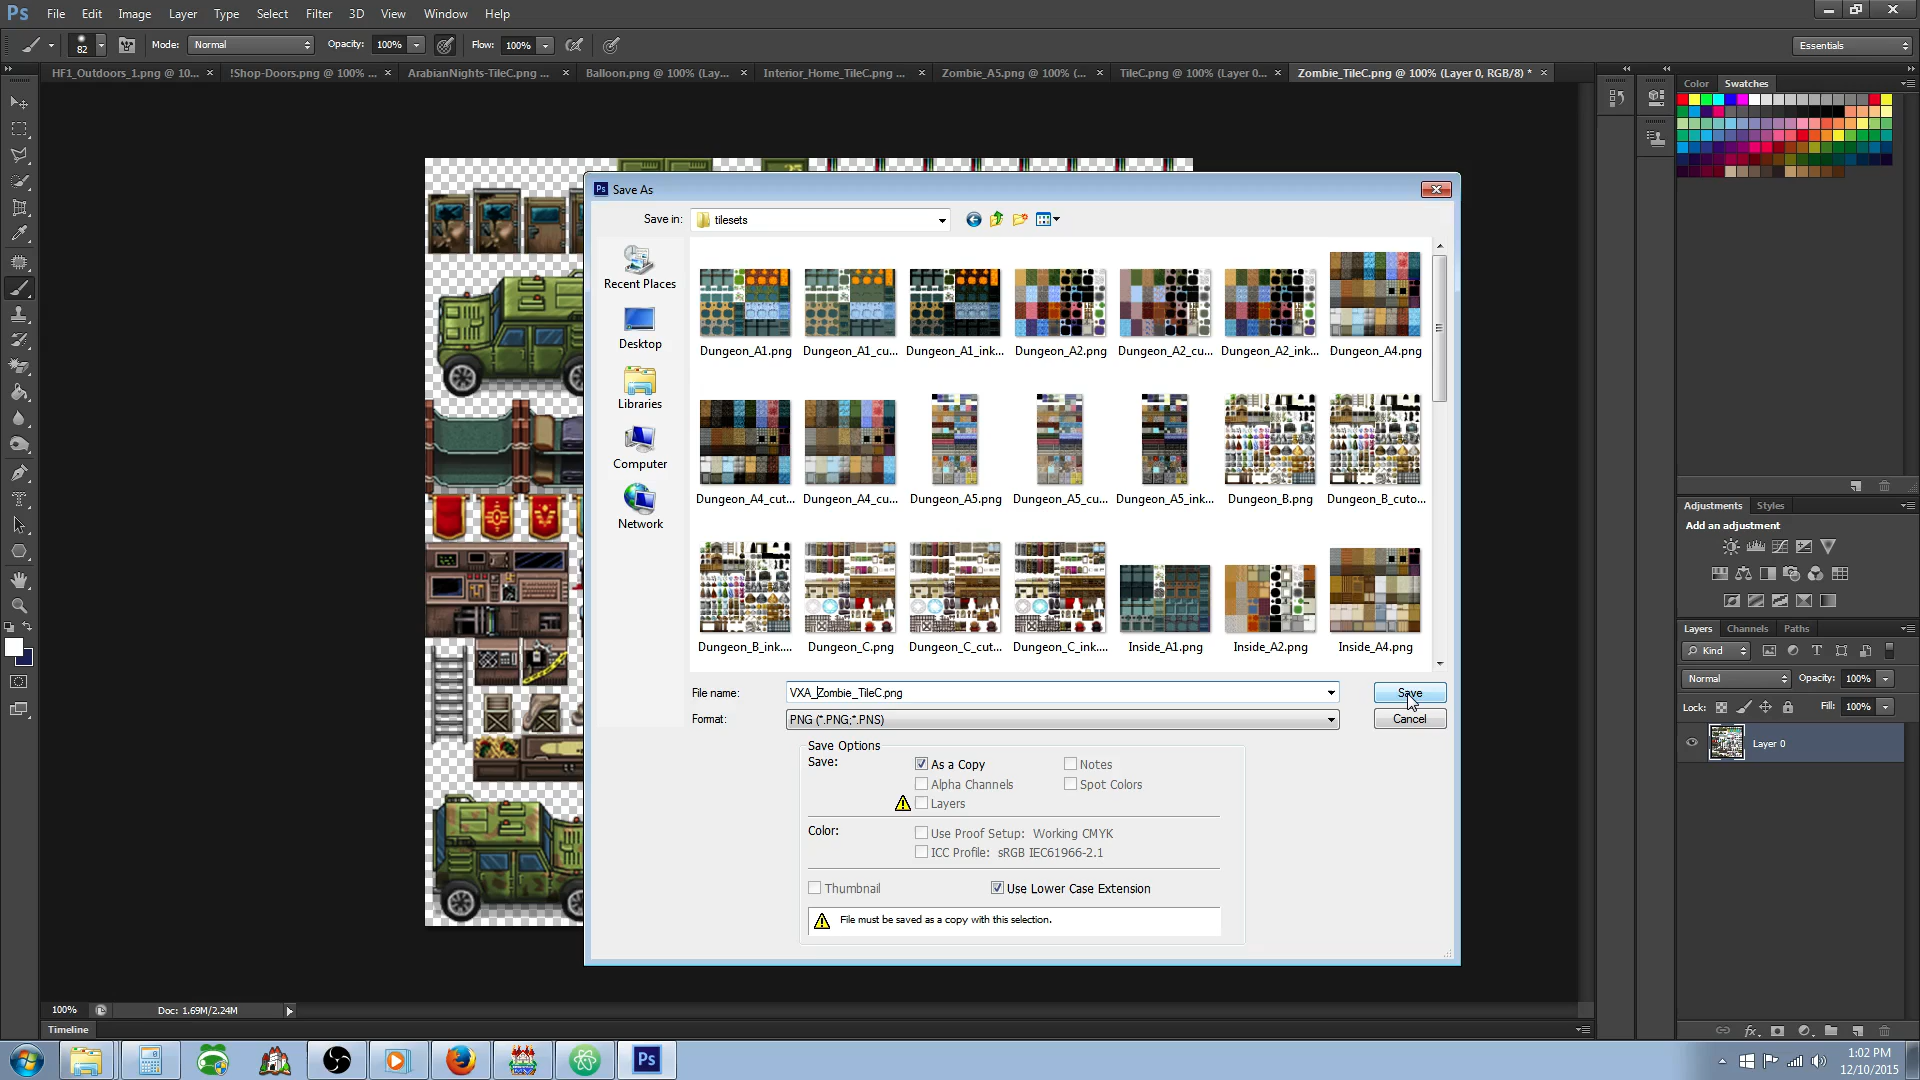 Ps File Edit Image Layer Type Select Filter 3D View Window Help
82 Mode: Normal Opacity: 100% Flow: 100% Essentials
HF1_Outdoors_1.png @ 10... !Shop-Doors.png @ 100% ... ArabianNights-TileC.png ... Balloon.png @ 100% (Lay... Interior_Home_TileC.png ... Zombie_A5.png @ 100% (... TileC.png @ 100% (Layer 0... Zombie_TileC.png @ 100% (Layer 0, RGB/8) *
Color Swatches
Ps Save As
Save in: tilesets
Recent Places
Desktop
Libraries
Computer
Network
Dungeon_A1.png Dungeon_A1_cu... Dungeon_A1_ink... Dungeon_A2.png Dungeon_A2_cu... Dungeon_A2_ink... Dungeon_A4.png
Dungeon_A4_cut... Dungeon_A4_cu... Dungeon_A5.png Dungeon_A5_cu... Dungeon_A5_ink... Dungeon_B.png Dungeon_B_cuto...
Dungeon_B_ink.... Dungeon_C.png Dungeon_C_cut... Dungeon_C_ink.... Inside_A1.png Inside_A2.png Inside_A4.png
File name: VXA_Zombie_TileC.png Save
Format: PNG (*.PNG;*.PNS) Cancel
Save Options
Save: As a Copy Notes
Alpha Channels Spot Colors
Layers
Color: Use Proof Setup: Working CMYK
ICC Profile: sRGB IEC61966-2.1
Thumbnail Use Lower Case Extension
File must be saved as a copy with this selection.
Adjustments Styles
Add an adjustment
Layers Channels Paths
Kind
Normal Opacity: 100%
Lock: Fill: 100%
Layer 0
100% Doc: 1.69M/2.24M
Timeline
Ps
1:02 PM
12/10/2015